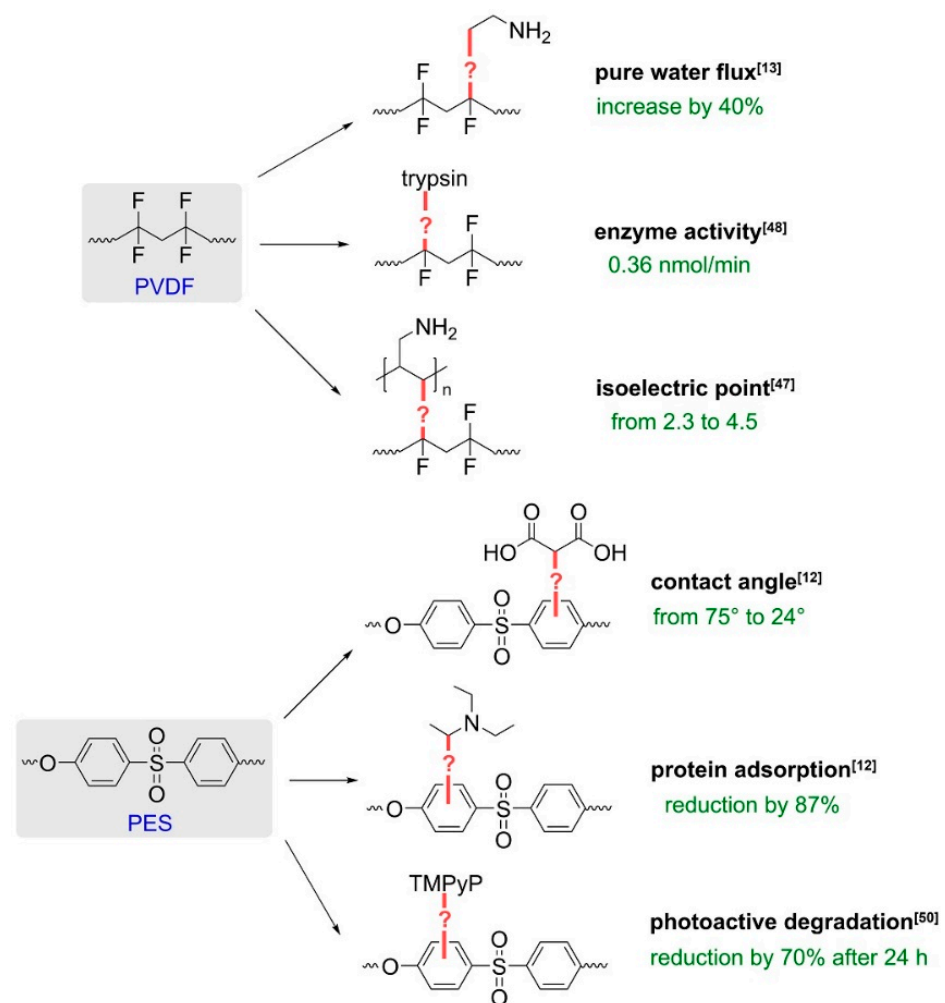 NH2
?
F
F
F
pure water flux[13]
increase by 40%
trypsin
?
F
F
F
enzyme activity[48]
0.36 nmol/min
F F
F F
PVDF
NH2
n
?
F
F
F
isoelectric point[47]
from 2.3 to 4.5
O O
HO OH
?
O
O S
O
contact angle[12]
from 75° to 24°
O
O S
O
PES
N
?
O
O S
O
protein adsorption[12]
reduction by 87%
TMPyP
?
O
O S
O
photoactive degradation[50]
reduction by 70% after 24 h